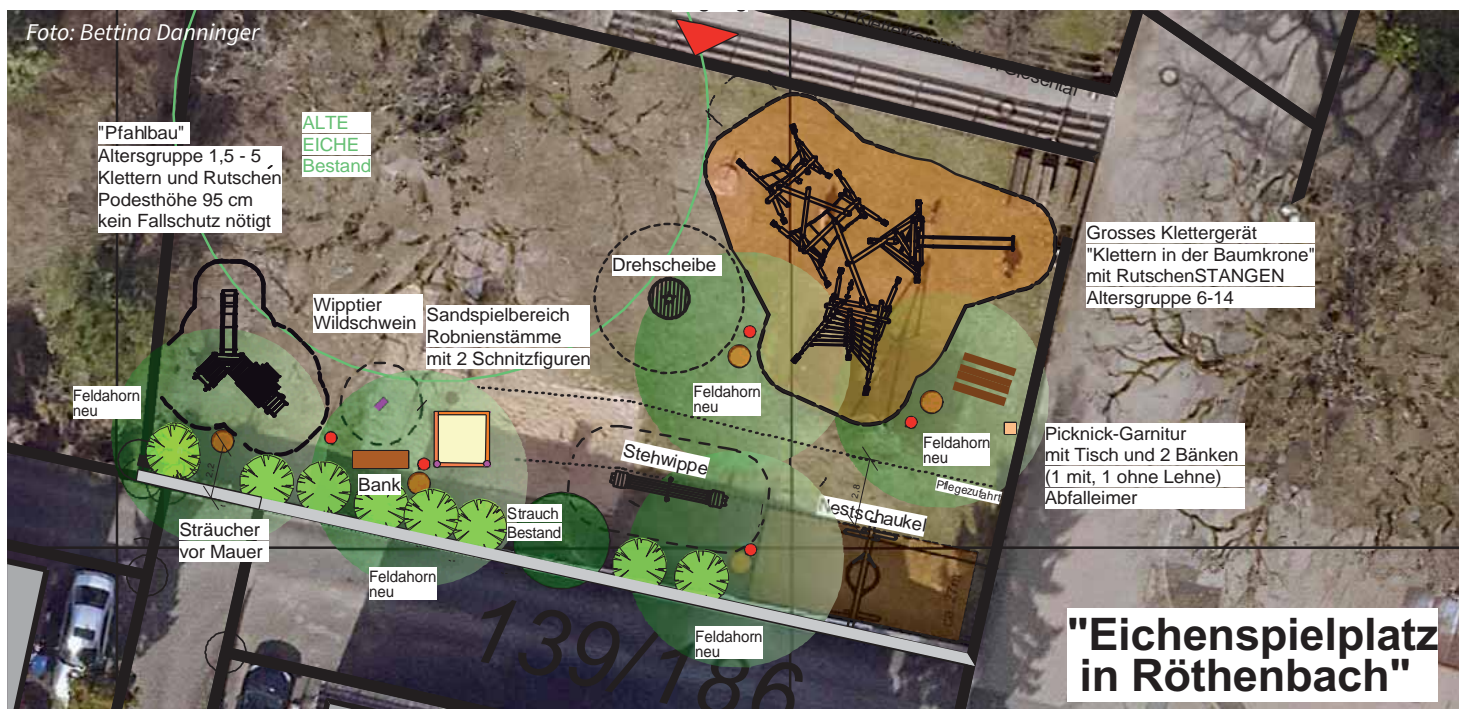 Foto: Bettina Danninger
"Pfahlbau"
Altersgruppe 1,5 - 5
Klettern und Rutschen
Podesthöhe 95 cm
kein Fallschutz nötigt
ALTE
EICHE
Bestand
Drehscheibe
Grosses Klettergerät
"Klettern in der Baumkrone"
mit RutschenSTANGEN
Altersgruppe 6-14
Wipptier
Wildschwein
Sandspielbereich
Robnienstämme
mit 2 Schnitzfiguren
Feldahorn
neu
Feldahorn
neu
Feldahorn
neu
Picknick-Garnitur
mit Tisch und 2 Bänken
(1 mit, 1 ohne Lehne)
Abfalleimer
Stehwippe
Bank
Pflegezufahrt
Nestschaukel
2.8
Strauch
Bestand
Sträucher
vor Mauer
Feldahorn
neu
Feldahorn
neu
139/186
"Eichenspielplatz
in Röthenbach"